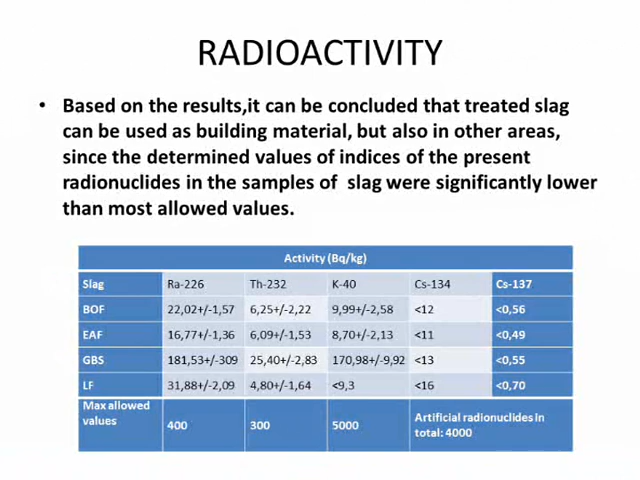 RADIOACTIVITY
• Based on the results,it can be concluded that treated slag
can be used as building material, but also in other areas,
since the determined values of indices of the present
radionuclides in the samples of slag were significantly lower
than most allowed values.
Activity (Bq/kg)
Slag Ra-226 Th-232 K-40 Cs-134 Cs-137
BOF 22,02+/-1,57 6,25+/-2,22 9,99+/-2,58 <12 <0,56
EAF 16,77+/-1,36 6,09+/-1,53 8,70+/-2,13 <11 <0,49
GBS 181,53+/-309 25,40+/-2,83 170,98+/-9,92 <13 <0,55
LF 31,88+/-2,09 4,80+/-1,64 <9,3 <16 <0,70
Max allowed
values 400 300 5000 Artificial radionuclides in
total: 4000